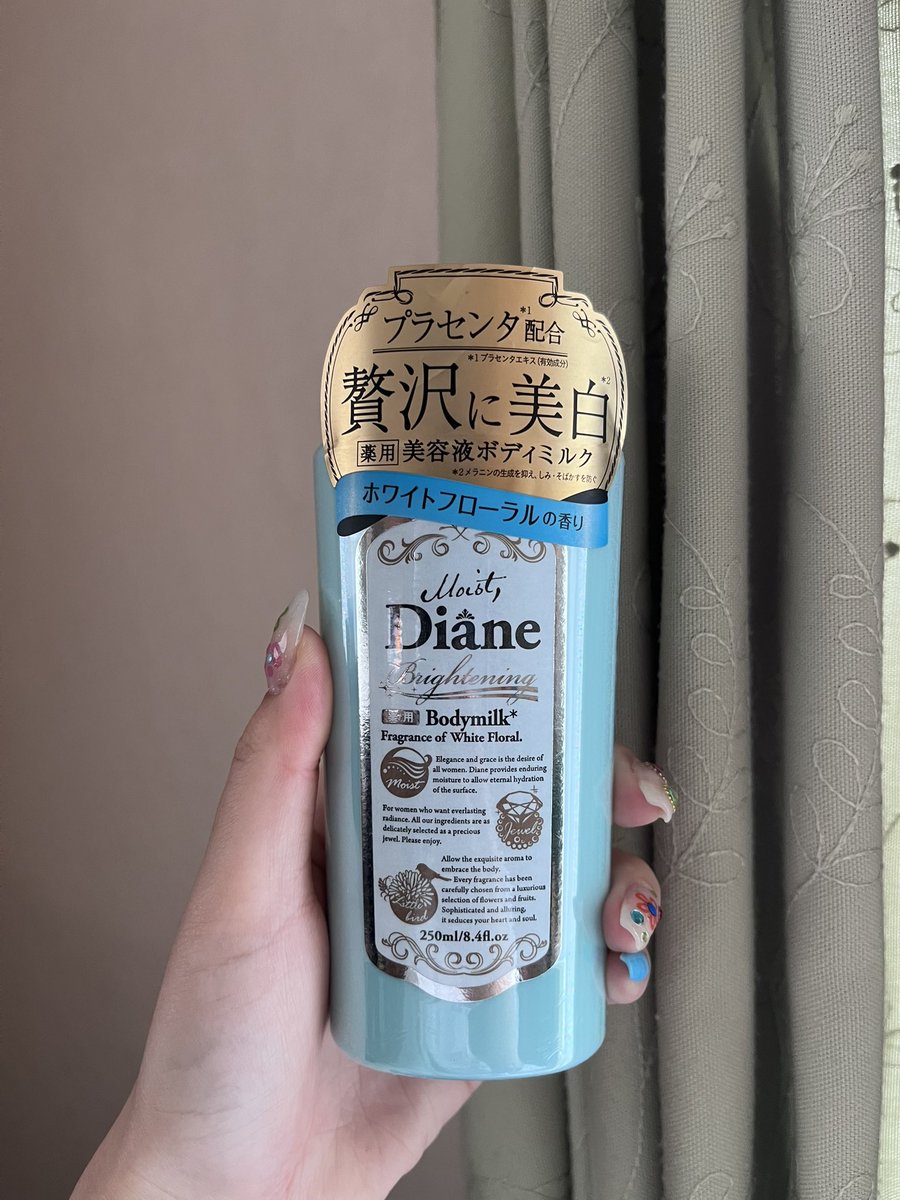 プラセンタ*1配合
*1 プラセンタエキス(有効成分)
贅沢に美白*2
薬用 美容液ボディミルク
*2 メラニンの生成を抑え、しみ・そばかすを防ぐ
ホワイトフローラルの香り
Moist,
Diane
Brightening
薬用 Bodymilk*
Fragrance of White Floral.
Moist
Elegance and grace is the desire of
all women. Diane provides enduring
moisture to allow eternal hydration
of the surface.
For women who want everlasting
radiance. All our ingredients are as
delicately selected as a precious
jewel. Please enjoy.
Jewel
Allow the exquisite aroma to
embrace the body.
Every fragrance has been
carefully chosen from a luxurious
selection of flowers and fruits.
Sophisticated and alluring,
it seduces your heart and soul.
Little
bird
250ml/8.4fl.oz